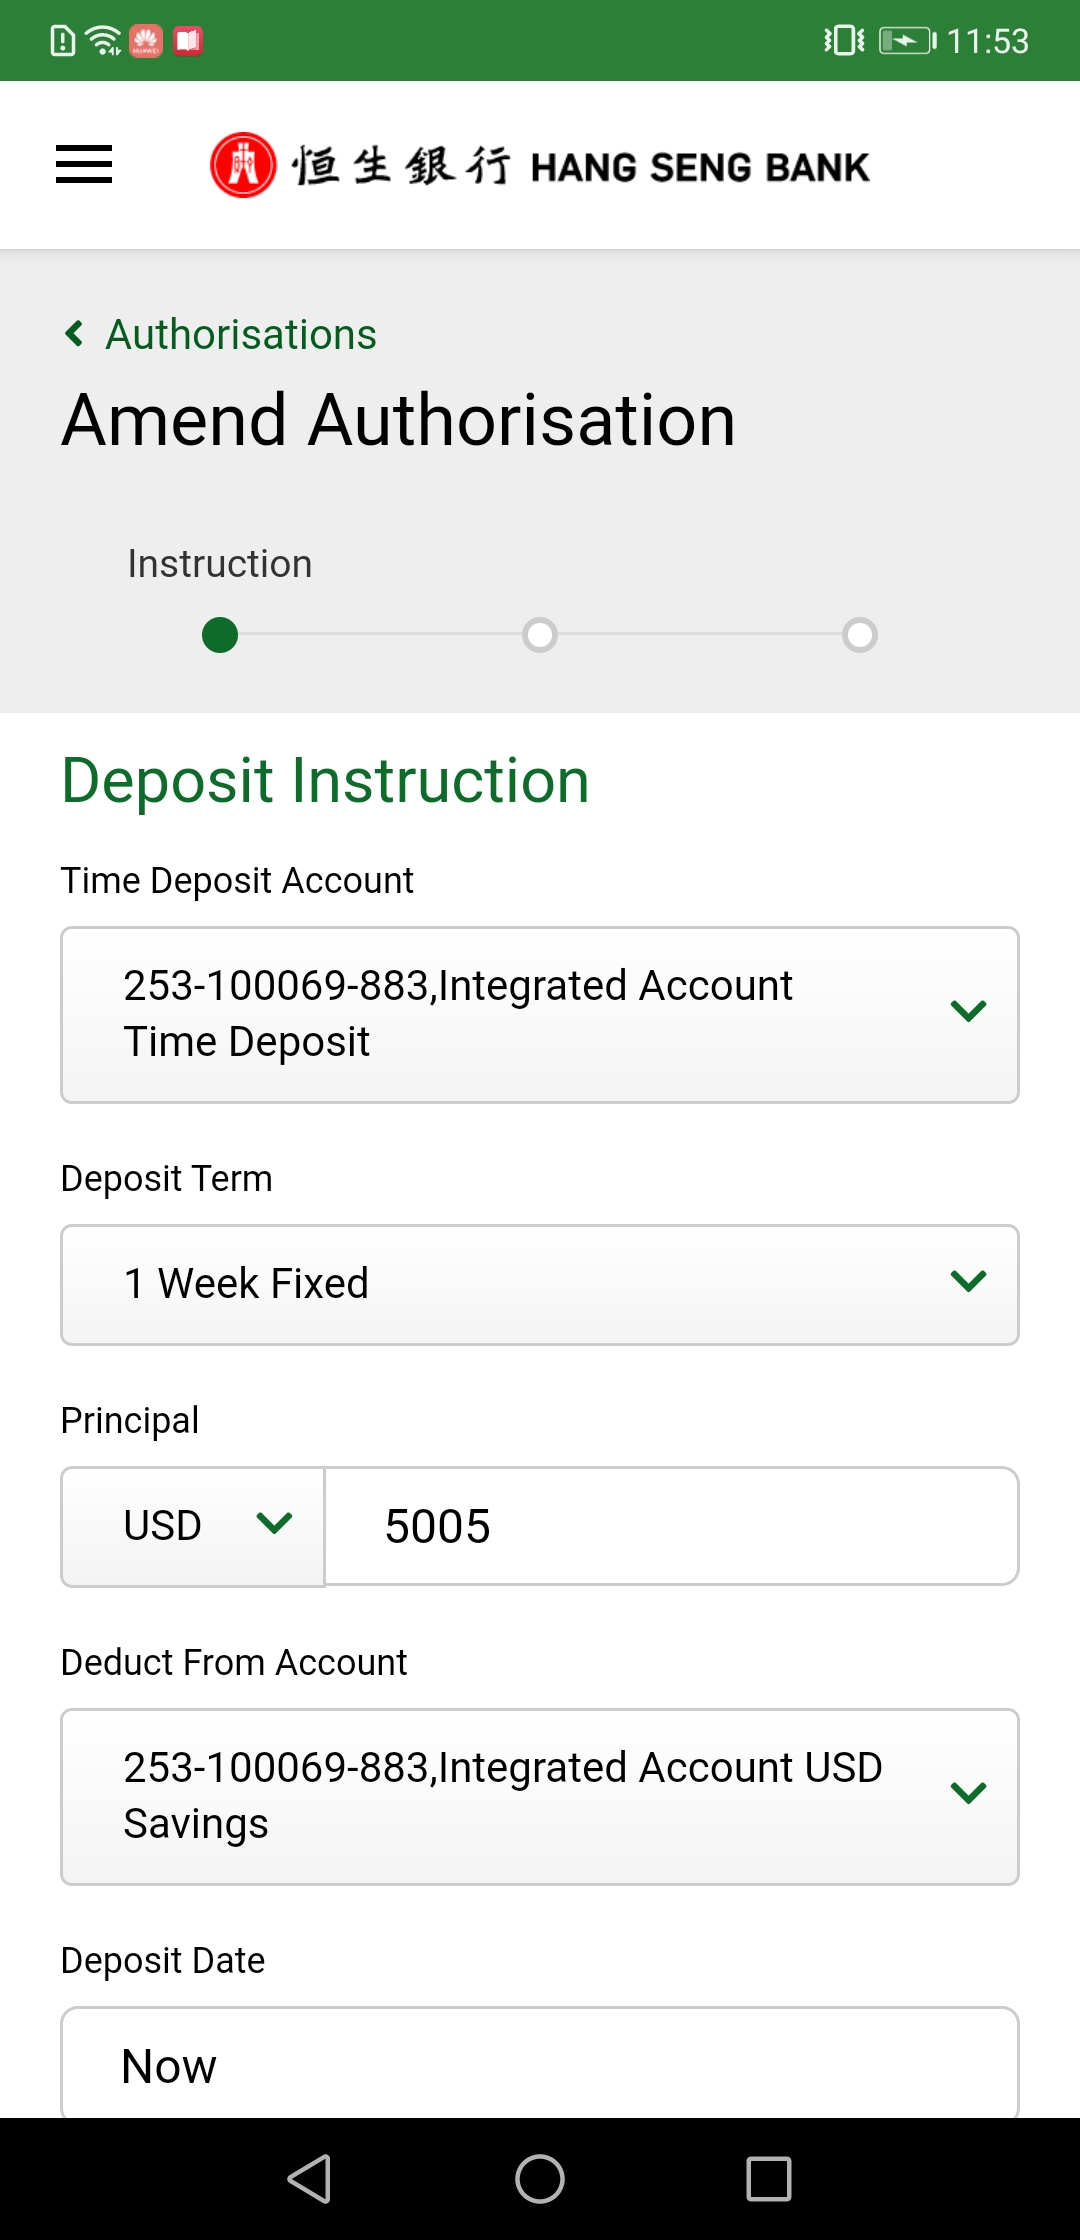 11:53
恒生銀行 HANG SENG BANK
Authorisations
Amend Authorisation
Instruction
Deposit Instruction
Time Deposit Account
253-100069-883,Integrated Account
Time Deposit
Deposit Term
1 Week Fixed
Principal
USD 5005
Deduct From Account
253-100069-883,Integrated Account USD
Savings
Deposit Date
Now